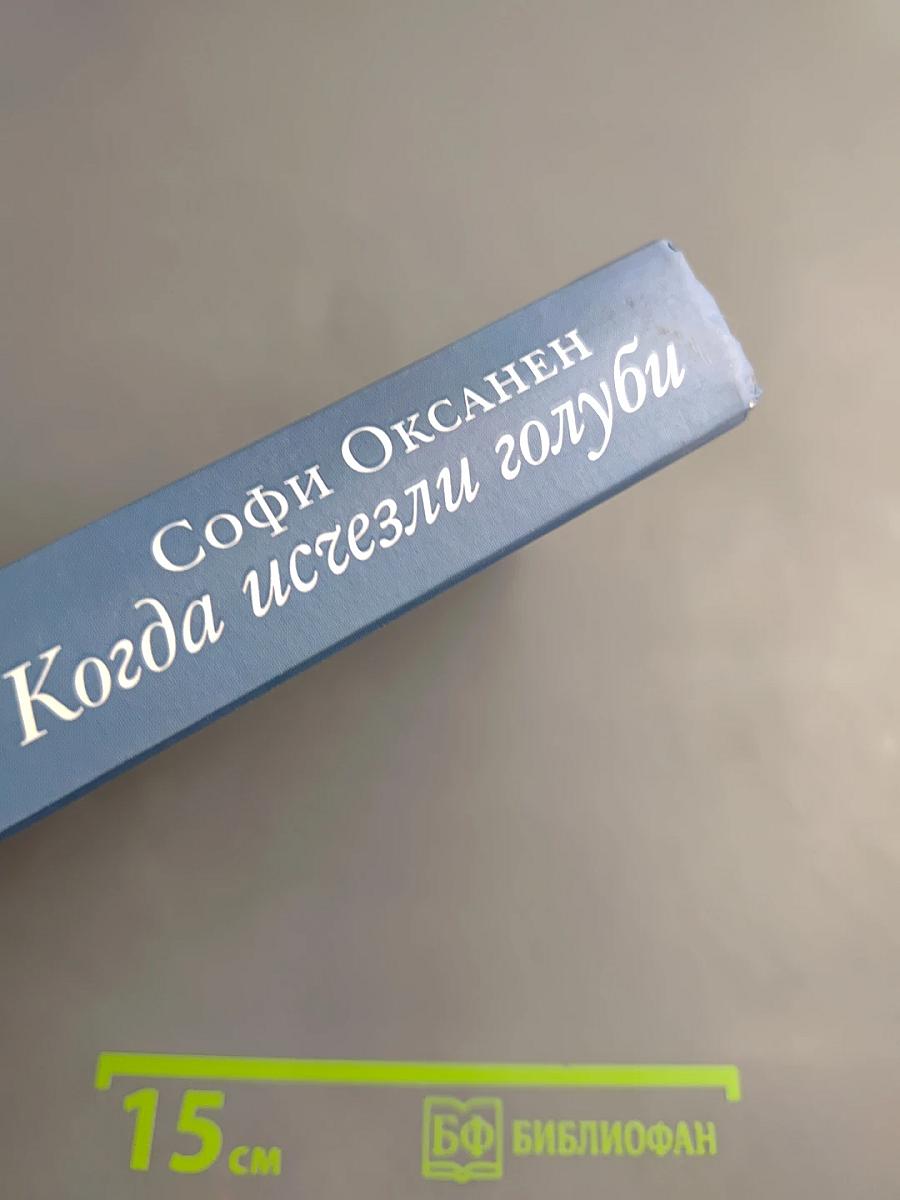 Софи Оксанен
Когда исчезли голуби
15 см
БФ БИБЛИОФАН